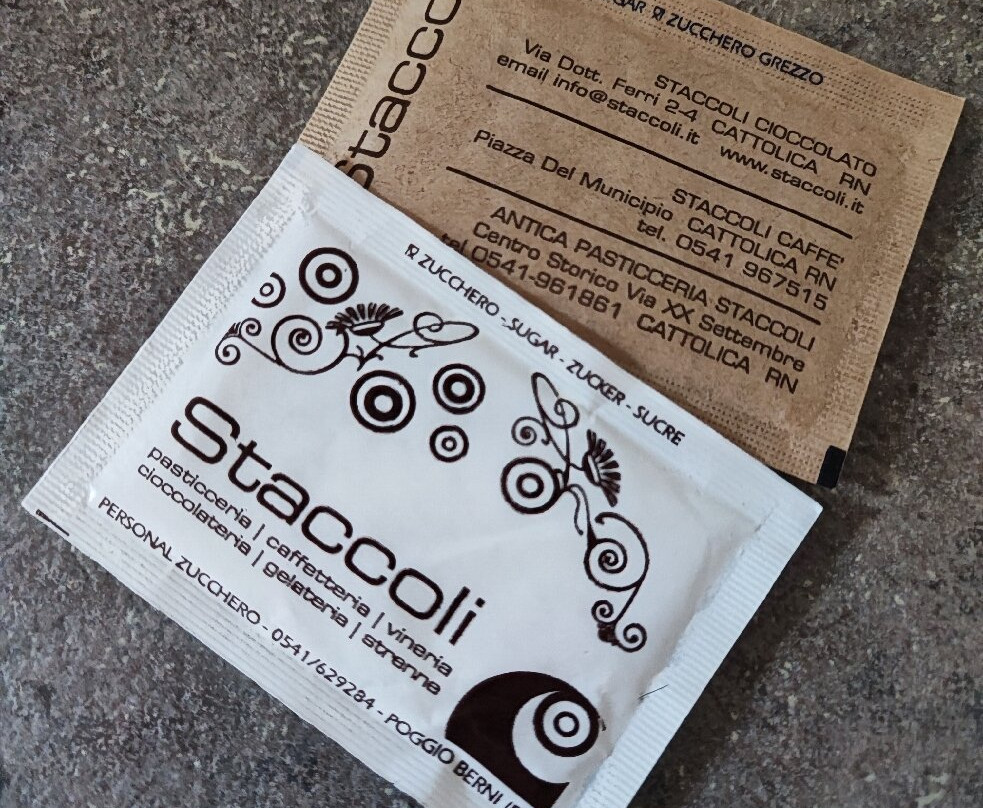 ZUCCHERO GREZZO
STACCOLI CIOCCOLATO
Via Dott. Ferri 2-4 CATTOLICA RN
email info@staccoli.it www.staccoli.it
STACCOLI CAFFE'
Piazza Del Municipio CATTOLICA RN
tel. 0541 967515
ANTICA PASTICCERIA STACCOLI
Centro Storico Via XX Settembre
tel 0541-961861 CATTOLICA RN
ZUCCHERO - SUGAR - ZUCKER - SUCRE
Staccoli
pasticceria | caffetteria | vineria
cioccolateria | gelateria | strenne
PERSONAL ZUCCHERO - 0541/629284 - POGGIO BERNI